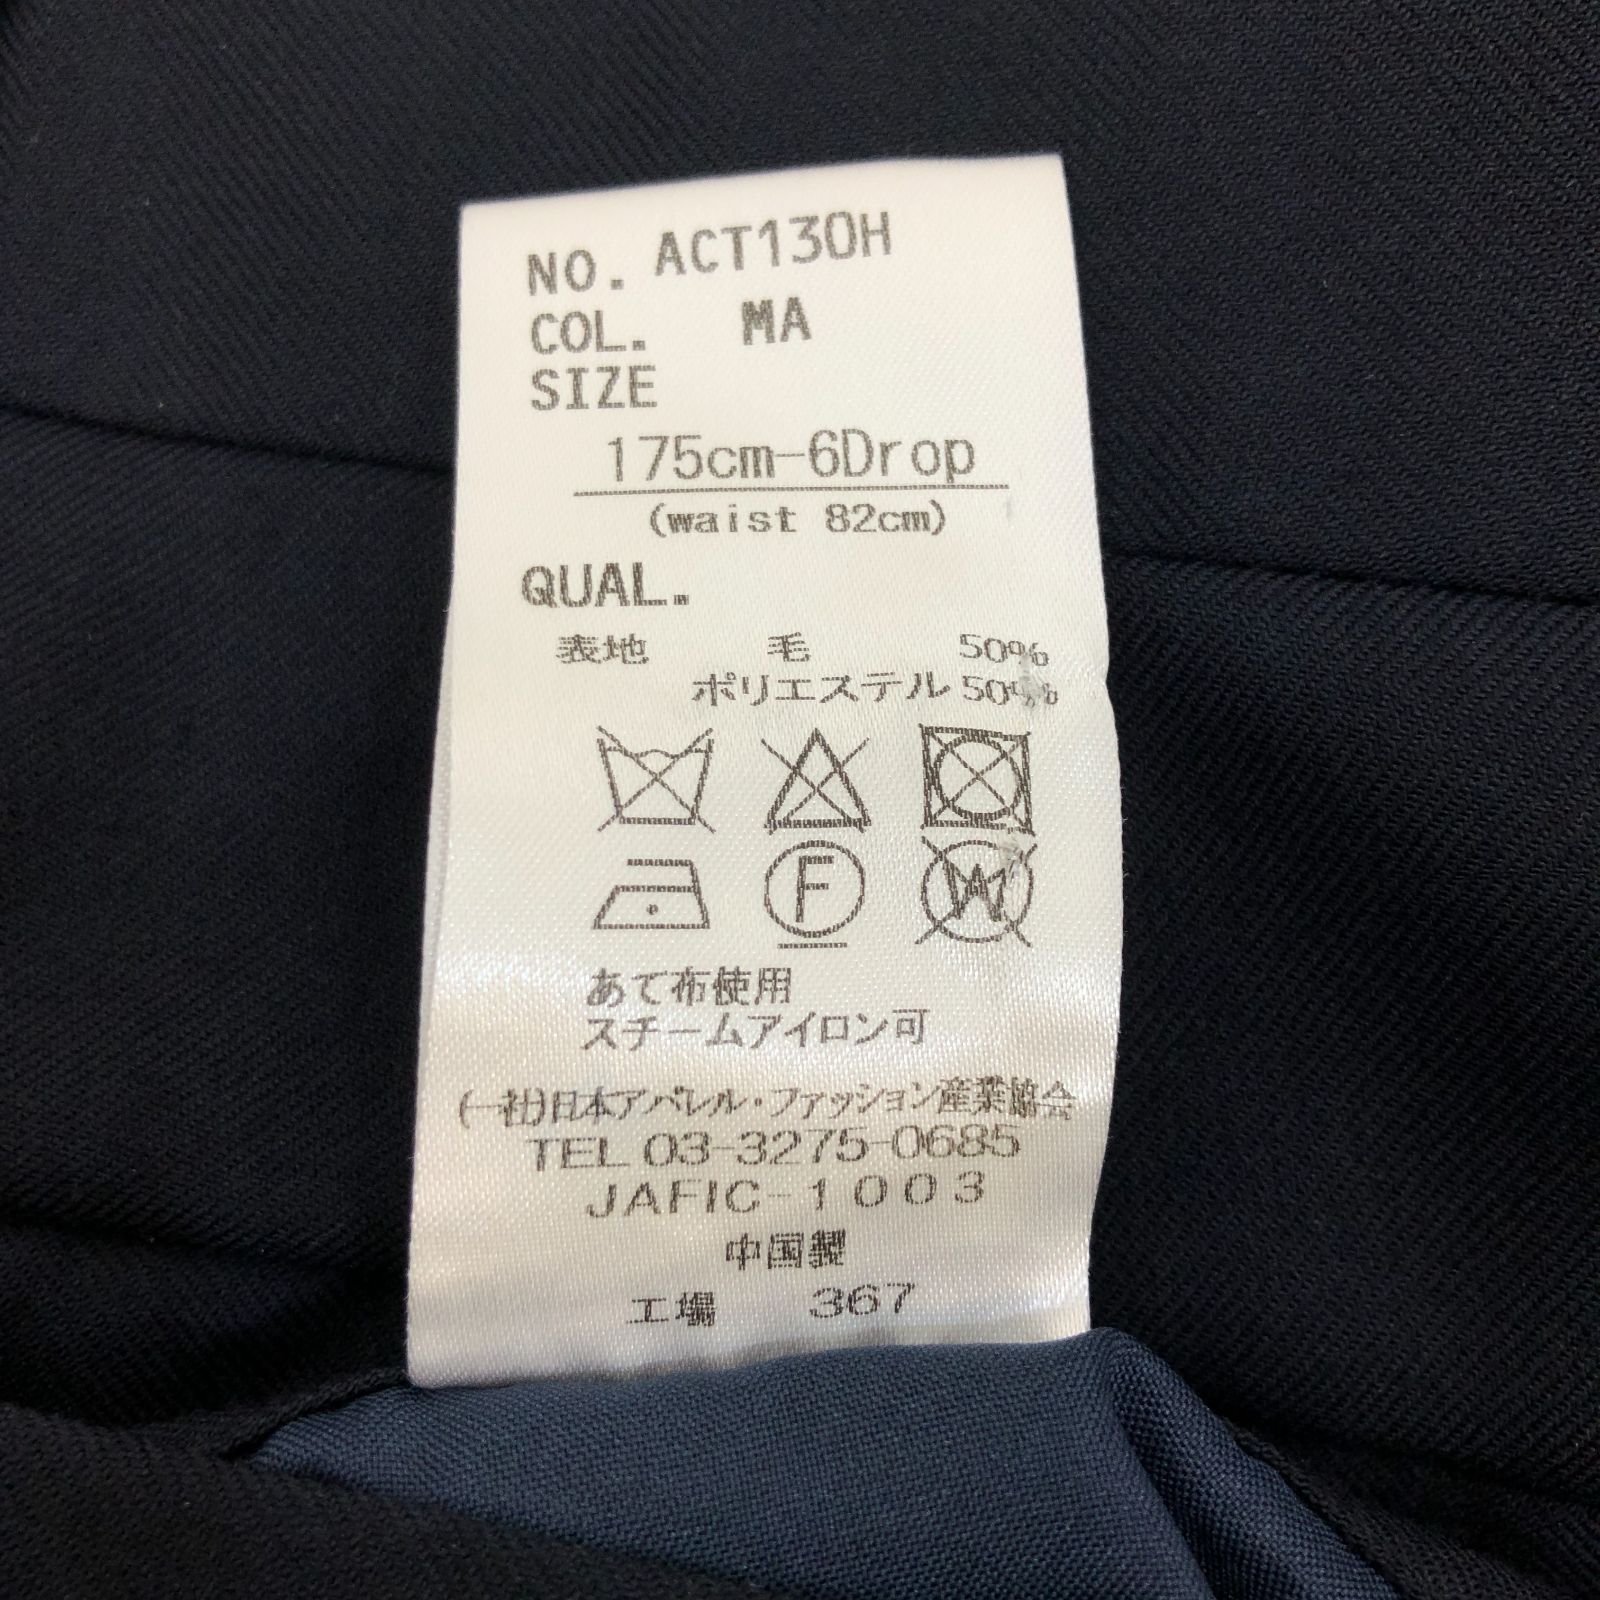 NO. ACT130H
COL. MA
SIZE
175cm-6Drop
(waist 82cm)
QUAL.
表地 毛 50%
ポリエステル 50%
F
W
あて布使用
スチームアイロン可
(一社)日本アパレル・ファッション産業協会
TEL 03-3275-0685
JAFIC-1003
中国製
工場 367